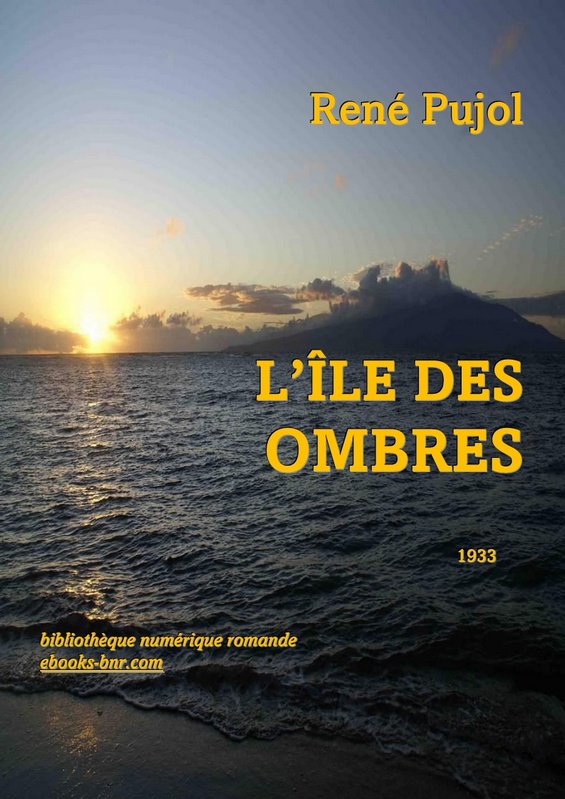 René Pujol
L’ÎLE DES
OMBRES
1933
bibliothèque numérique romande
ebooks-bnr.com